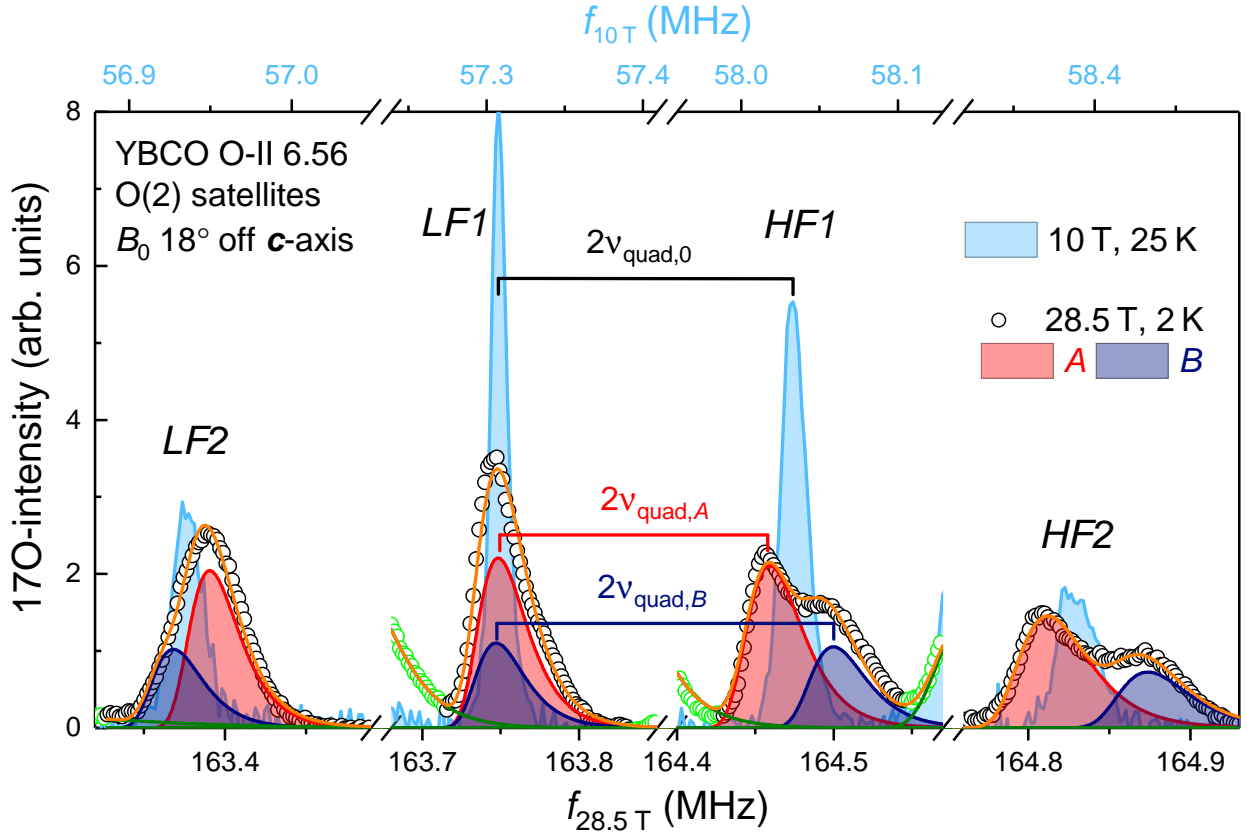 f10 T (MHz)
56.9 57.0 57.3 57.4 58.0 58.1 58.4
8
6
4
2
0
17O-intensity (arb. units)
YBCO O-II 6.56
O(2) satellites
B0 18° off c-axis
LF2
LF1
HF1
HF2
2νquad,0
2νquad,A
2νquad,B
10 T, 25 K
28.5 T, 2 K
A B
163.4 163.7 163.8 164.4 164.5 164.8 164.9
f28.5 T (MHz)